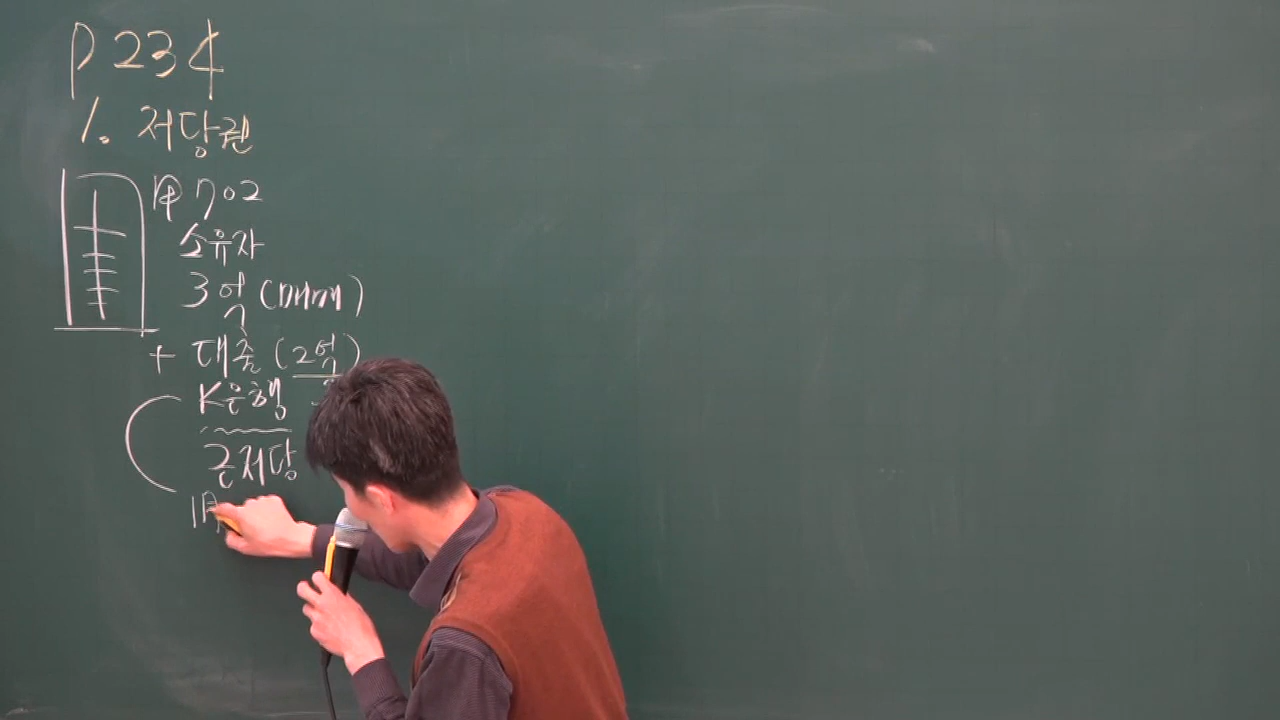 P 234
1. 저당권
甲 702
소유자
3억 (매매)
+ 대출 (2억)
K은행
근저당